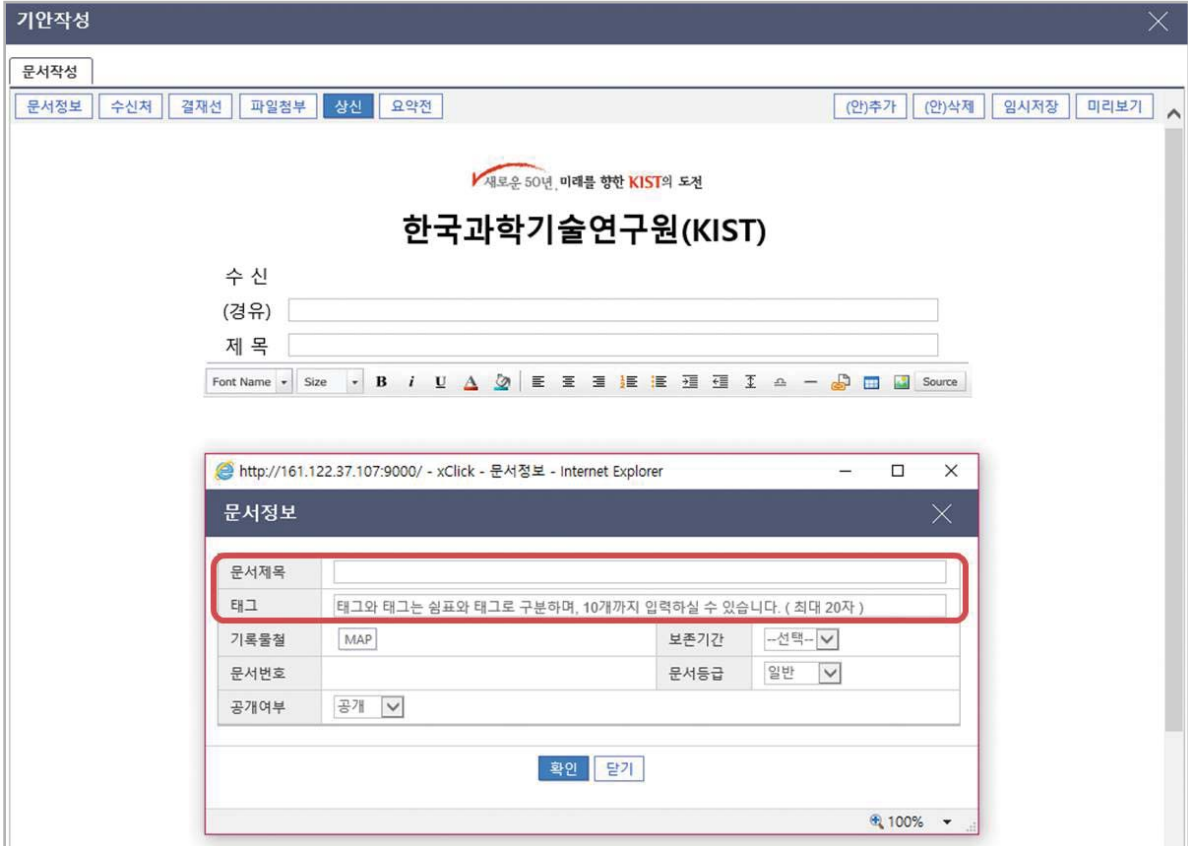 기안작성
문서작성
문서정보 수신처 결재선 파일첨부 상신 요약전 (안)추가 (안)삭제 임시저장 미리보기
새로운 50년, 미래를 향한 KIST의 도전
한국과학기술연구원(KIST)
수 신
(경유)
제 목
Font Name Size B i U A Source
http://161.122.37.107:9000/ - xClick - 문서정보 - Internet Explorer
문서정보
문서제목
태그 태그와 태그는 쉼표와 태그로 구분하며, 10개까지 입력하실 수 있습니다. ( 최대 20자 )
기록물철 MAP 보존기간 --선택--
문서번호 문서등급 일반
공개여부 공개
확인 닫기
100%